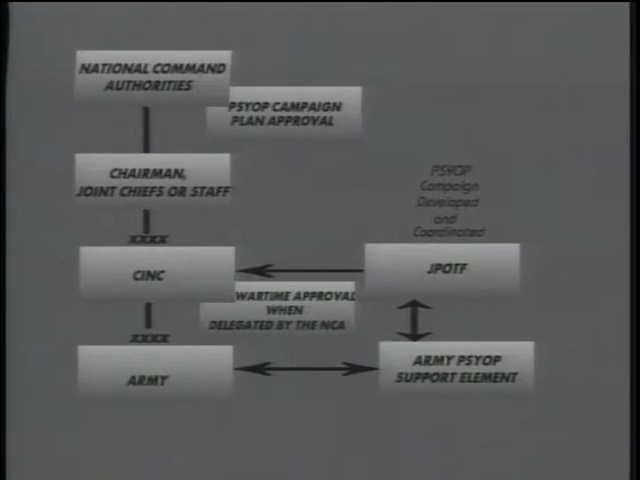 NATIONAL COMMAND
AUTHORITIES
PSYOP CAMPAIGN
PLAN APPROVAL
CHAIRMAN,
JOINT CHIEFS OR STAFF
PSYOP
Campaign
Developed
and
Coordinated
XXXX
CINC
JPOTF
WARTIME APPROVAL
WHEN
DELEGATED BY THE NCA
XXXX
ARMY
ARMY PSYOP
SUPPORT ELEMENT